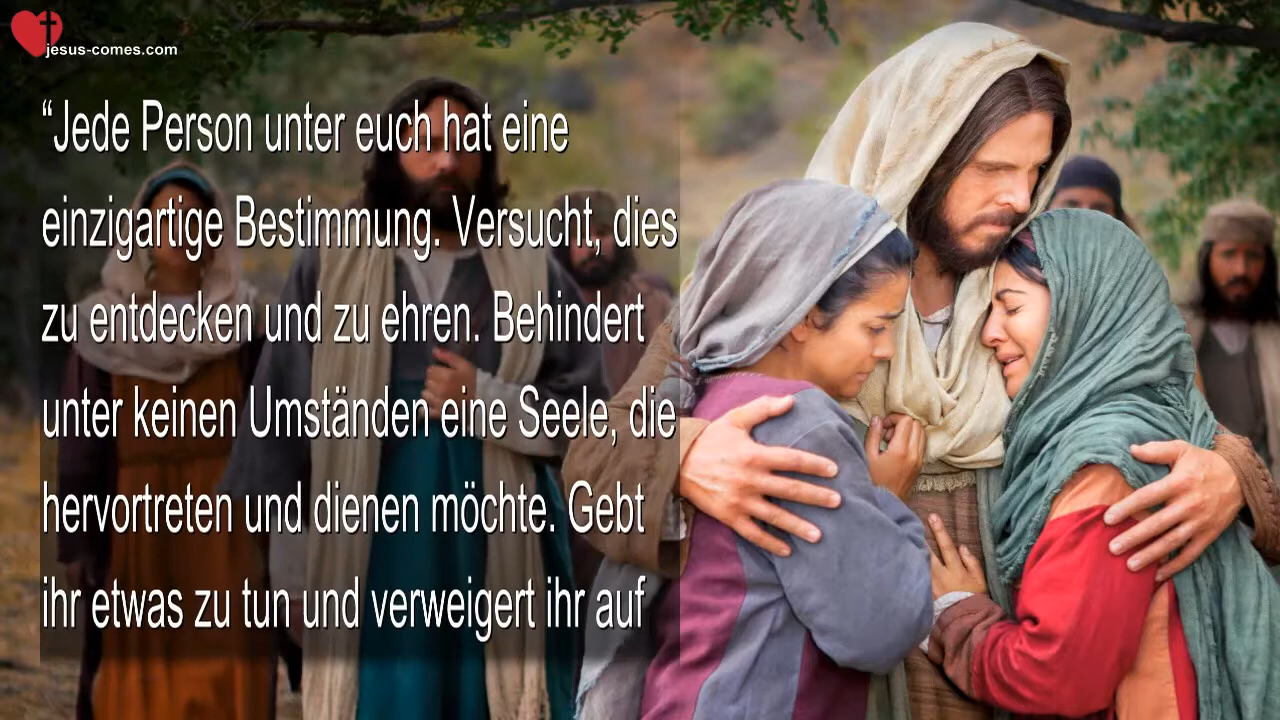 jesus-comes.com
“Jede Person unter euch hat eine
einzigartige Bestimmung. Versucht, dies
zu entdecken und zu ehren. Behindert
unter keinen Umständen eine Seele, die
hervortreten und dienen möchte. Gebt
ihr etwas zu tun und verweigert ihr auf